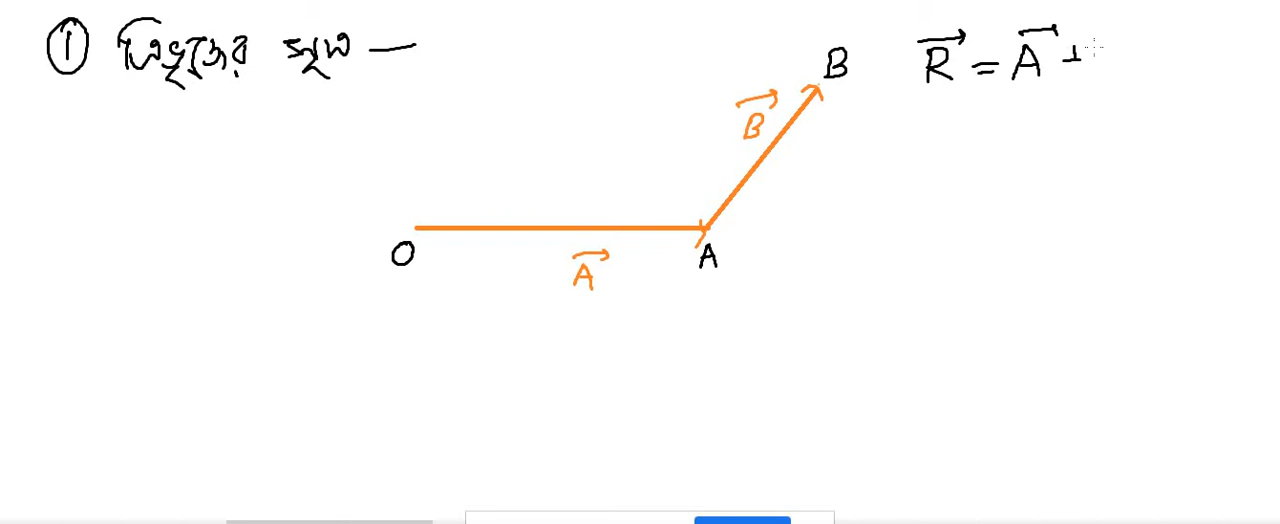 ① ত্রিভুজের সূত্র —
B
R⃗ = A⃗ +
B⃗
O
A
A⃗